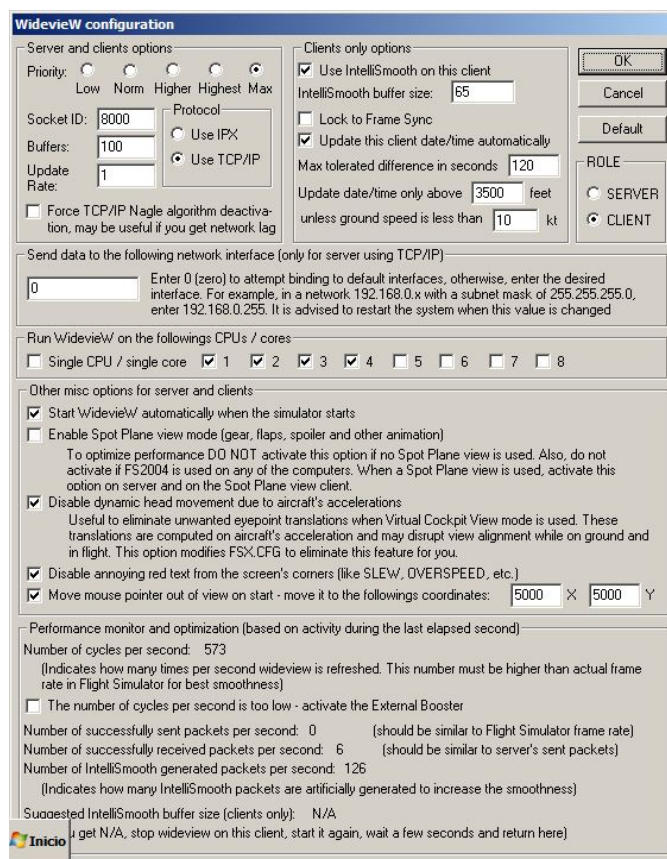 WidevieW configuration
Server and clients options
Priority:
Low Norm Higher Highest Max
Socket ID: 8000
Buffers: 100
Update Rate: 1
Protocol
Use IPX
Use TCP/IP
Force TCP/IP Nagle algorithm deactiva-
tion, may be useful if you get network lag
Clients only options
Use IntelliSmooth on this client
IntelliSmooth buffer size: 65
Lock to Frame Sync
Update this client date/time automatically
Max tolerated difference in seconds 120
Update date/time only above 3500 feet
unless ground speed is less than 10 kt
OK
Cancel
Default
ROLE
SERVER
CLIENT
Send data to the following network interface (only for server using TCP/IP)
0
Enter 0 (zero) to attempt binding to default interfaces, otherwise, enter the desired
interface. For example, in a network 192.168.0.x with a subnet mask of 255.255.255.0,
enter 192.168.0.255. It is advised to restart the system when this value is changed
Run WidevieW on the followings CPUs / cores
Single CPU / single core 1 2 3 4 5 6 7 8
Other misc options for server and clients
Start WidevieW automatically when the simulator starts
Enable Spot Plane view mode (gear, flaps, spoiler and other animation)
To optimize performance DO NOT activate this option if no Spot Plane view is used. Also, do not
activate if FS2004 is used on any of the computers. When a Spot Plane view is used, activate this
option on server and on the Spot Plane view client.
Disable dynamic head movement due to aircraft's accelerations
Useful to eliminate unwanted eyepoint translations when Virtual Cockpit View mode is used. These
translations are computed on aircraft's acceleration and may disrupt view alignment while on ground and
in flight. This option modifies FSX.CFG to eliminate this feature for you.
Disable annoying red text from the screen's corners (like SLEW, OVERSPEED, etc.)
Move mouse pointer out of view on start - move it to the followings coordinates: 5000 X 5000 Y
Performance monitor and optimization (based on activity during the last elapsed second)
Number of cycles per second: 573
(Indicates how many times per second wideview is refreshed. This number must be higher than actual frame
rate in Flight Simulator for best smoothness)
The number of cycles per second is too low - activate the External Booster
Number of successfully sent packets per second: 0 (should be similar to Flight Simulator frame rate)
Number of successfully received packets per second: 6 (should be similar to server's sent packets)
Number of IntelliSmooth generated packets per second: 126
(Indicates how many IntelliSmooth packets are artificially generated to increase the smoothness)
Suggested IntelliSmooth buffer size (clients only): N/A
get N/A, stop wideview on this client, start it again, wait a few seconds and return here)
Inicio